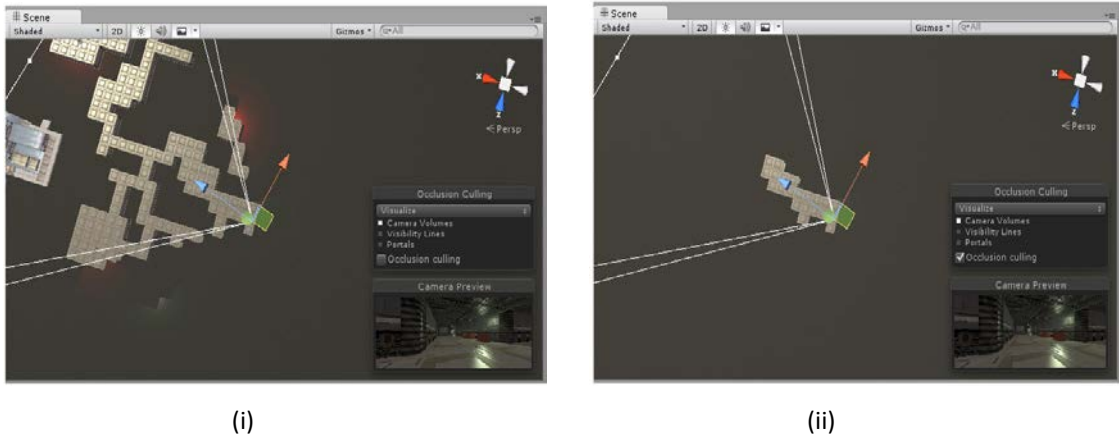 Scene
Shaded
2D
Gizmos
All
x
z
Persp
Occlusion Culling
Visualize
Camera Volumes
Visibility Lines
Portals
Occlusion culling
Camera Preview
(i)
Scene
Shaded
2D
Gizmos
All
x
z
Persp
Occlusion Culling
Visualize
Camera Volumes
Visibility Lines
Portals
Occlusion culling
Camera Preview
(ii)